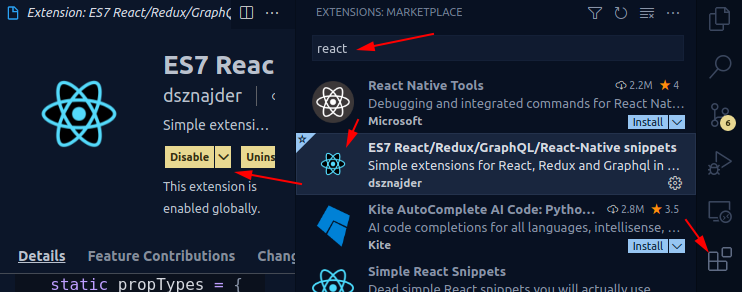 Extension: ES7 React/Redux/GraphQ
ES7 Reac
dsznajder
Simple extensi…
Disable
Unins
This extension is
enabled globally.
Details
Feature Contributions
Chang
static propTypes = {
EXTENSIONS: MARKETPLACE
react
React Native Tools
2.2M
4
Debugging and integrated commands for React Nat…
Microsoft
Install
ES7 React/Redux/GraphQL/React-Native snippets
Simple extensions for React, Redux and Graphql in …
dsznajder
Kite AutoComplete AI Code: Pytho…
2.8M
3.5
AI code completions for all languages, intellisense, …
Kite
Install
Simple React Snippets
Dead simple React snippets you will actually use
6